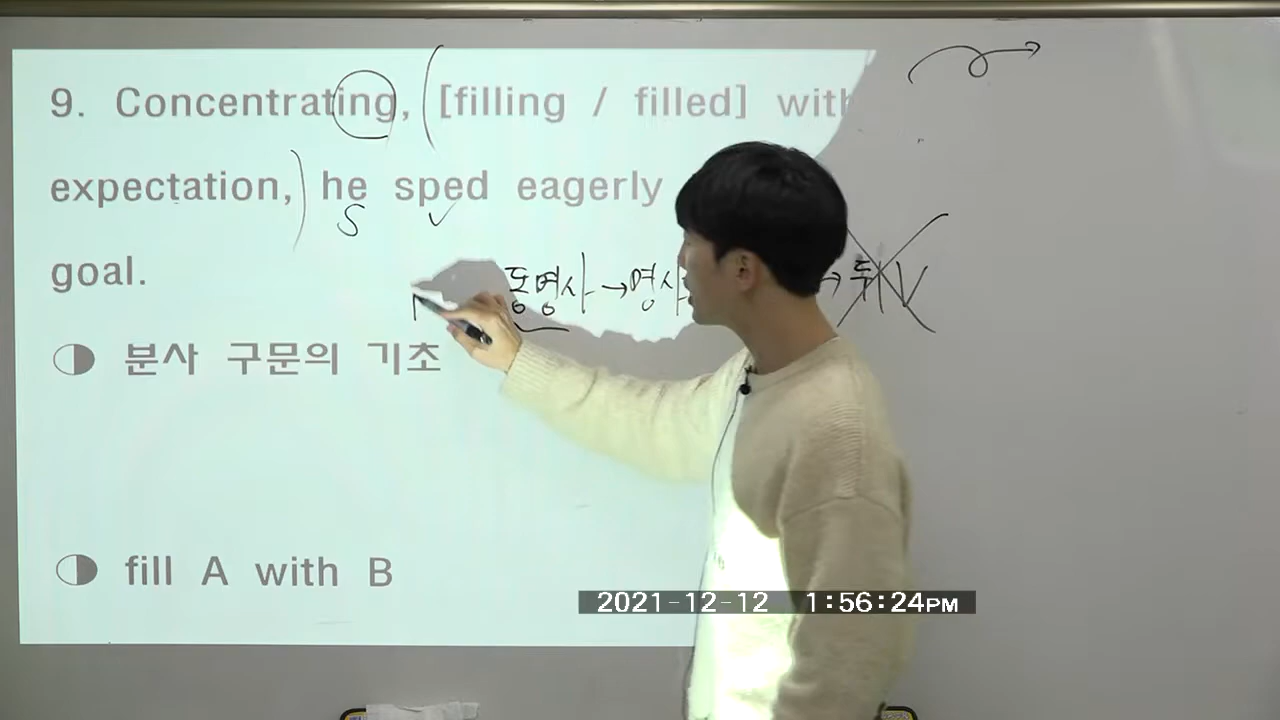 9. Concentrating, [filling / filled] with
expectation, he sped eagerly
S V
goal.
동명사 → 명사 →
분사 구문의 기초
fill A with B
2021-12-12 1:56:24PM